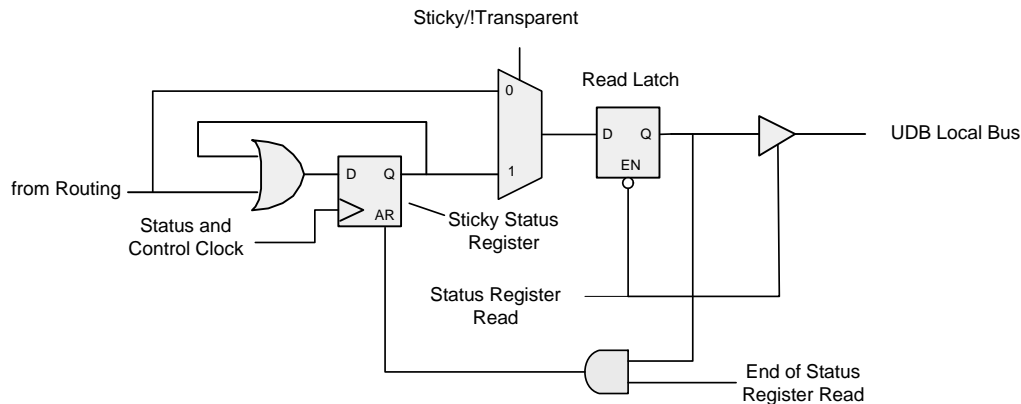 Sticky/!Transparent
Read Latch
0
D Q
EN
UDB Local Bus
1
from Routing
D Q
AR
Status and
Control Clock
Sticky Status
Register
Status Register
Read
End of Status
Register Read